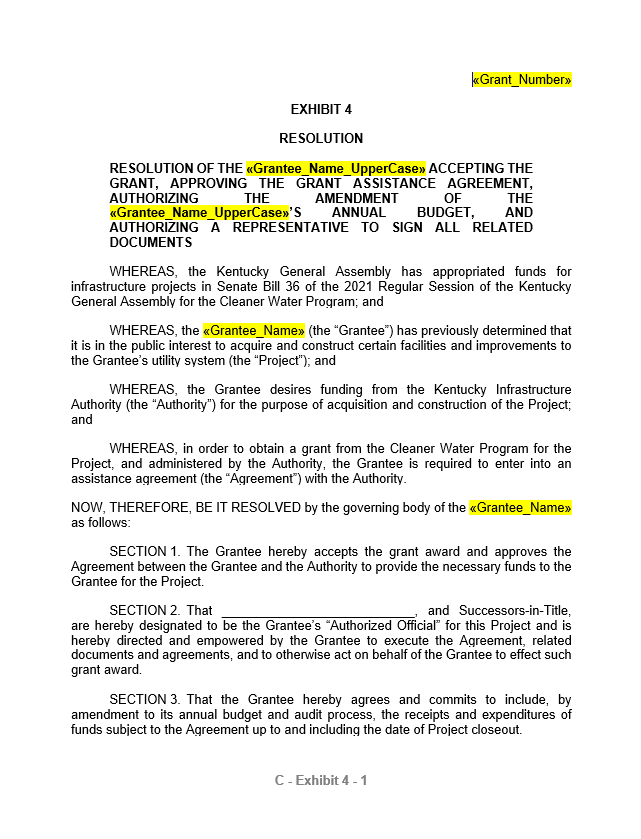 «Grant_Number»
EXHIBIT 4
RESOLUTION
RESOLUTION OF THE «Grantee_Name_UpperCase» ACCEPTING THE
GRANT, APPROVING THE GRANT ASSISTANCE AGREEMENT,
AUTHORIZING THE AMENDMENT OF THE
«Grantee_Name_UpperCase»'S ANNUAL BUDGET, AND
AUTHORIZING A REPRESENTATIVE TO SIGN ALL RELATED
DOCUMENTS
WHEREAS, the Kentucky General Assembly has appropriated funds for
infrastructure projects in Senate Bill 36 of the 2021 Regular Session of the Kentucky
General Assembly for the Cleaner Water Program; and
WHEREAS, the «Grantee_Name» (the “Grantee”) has previously determined that
it is in the public interest to acquire and construct certain facilities and improvements to
the Grantee's utility system (the “Project”); and
WHEREAS, the Grantee desires funding from the Kentucky Infrastructure
Authority (the “Authority”) for the purpose of acquisition and construction of the Project;
and
WHEREAS, in order to obtain a grant from the Cleaner Water Program for the
Project, and administered by the Authority, the Grantee is required to enter into an
assistance agreement (the “Agreement”) with the Authority.
NOW, THEREFORE, BE IT RESOLVED by the governing body of the «Grantee_Name»
as follows:
SECTION 1. The Grantee hereby accepts the grant award and approves the
Agreement between the Grantee and the Authority to provide the necessary funds to the
Grantee for the Project.
SECTION 2. That ____________________________, and Successors-in-Title,
are hereby designated to be the Grantee's “Authorized Official” for this Project and is
hereby directed and empowered by the Grantee to execute the Agreement, related
documents and agreements, and to otherwise act on behalf of the Grantee to effect such
grant award.
SECTION 3. That the Grantee hereby agrees and commits to include, by
amendment to its annual budget and audit process, the receipts and expenditures of
funds subject to the Agreement up to and including the date of Project closeout.
C - Exhibit 4 - 1